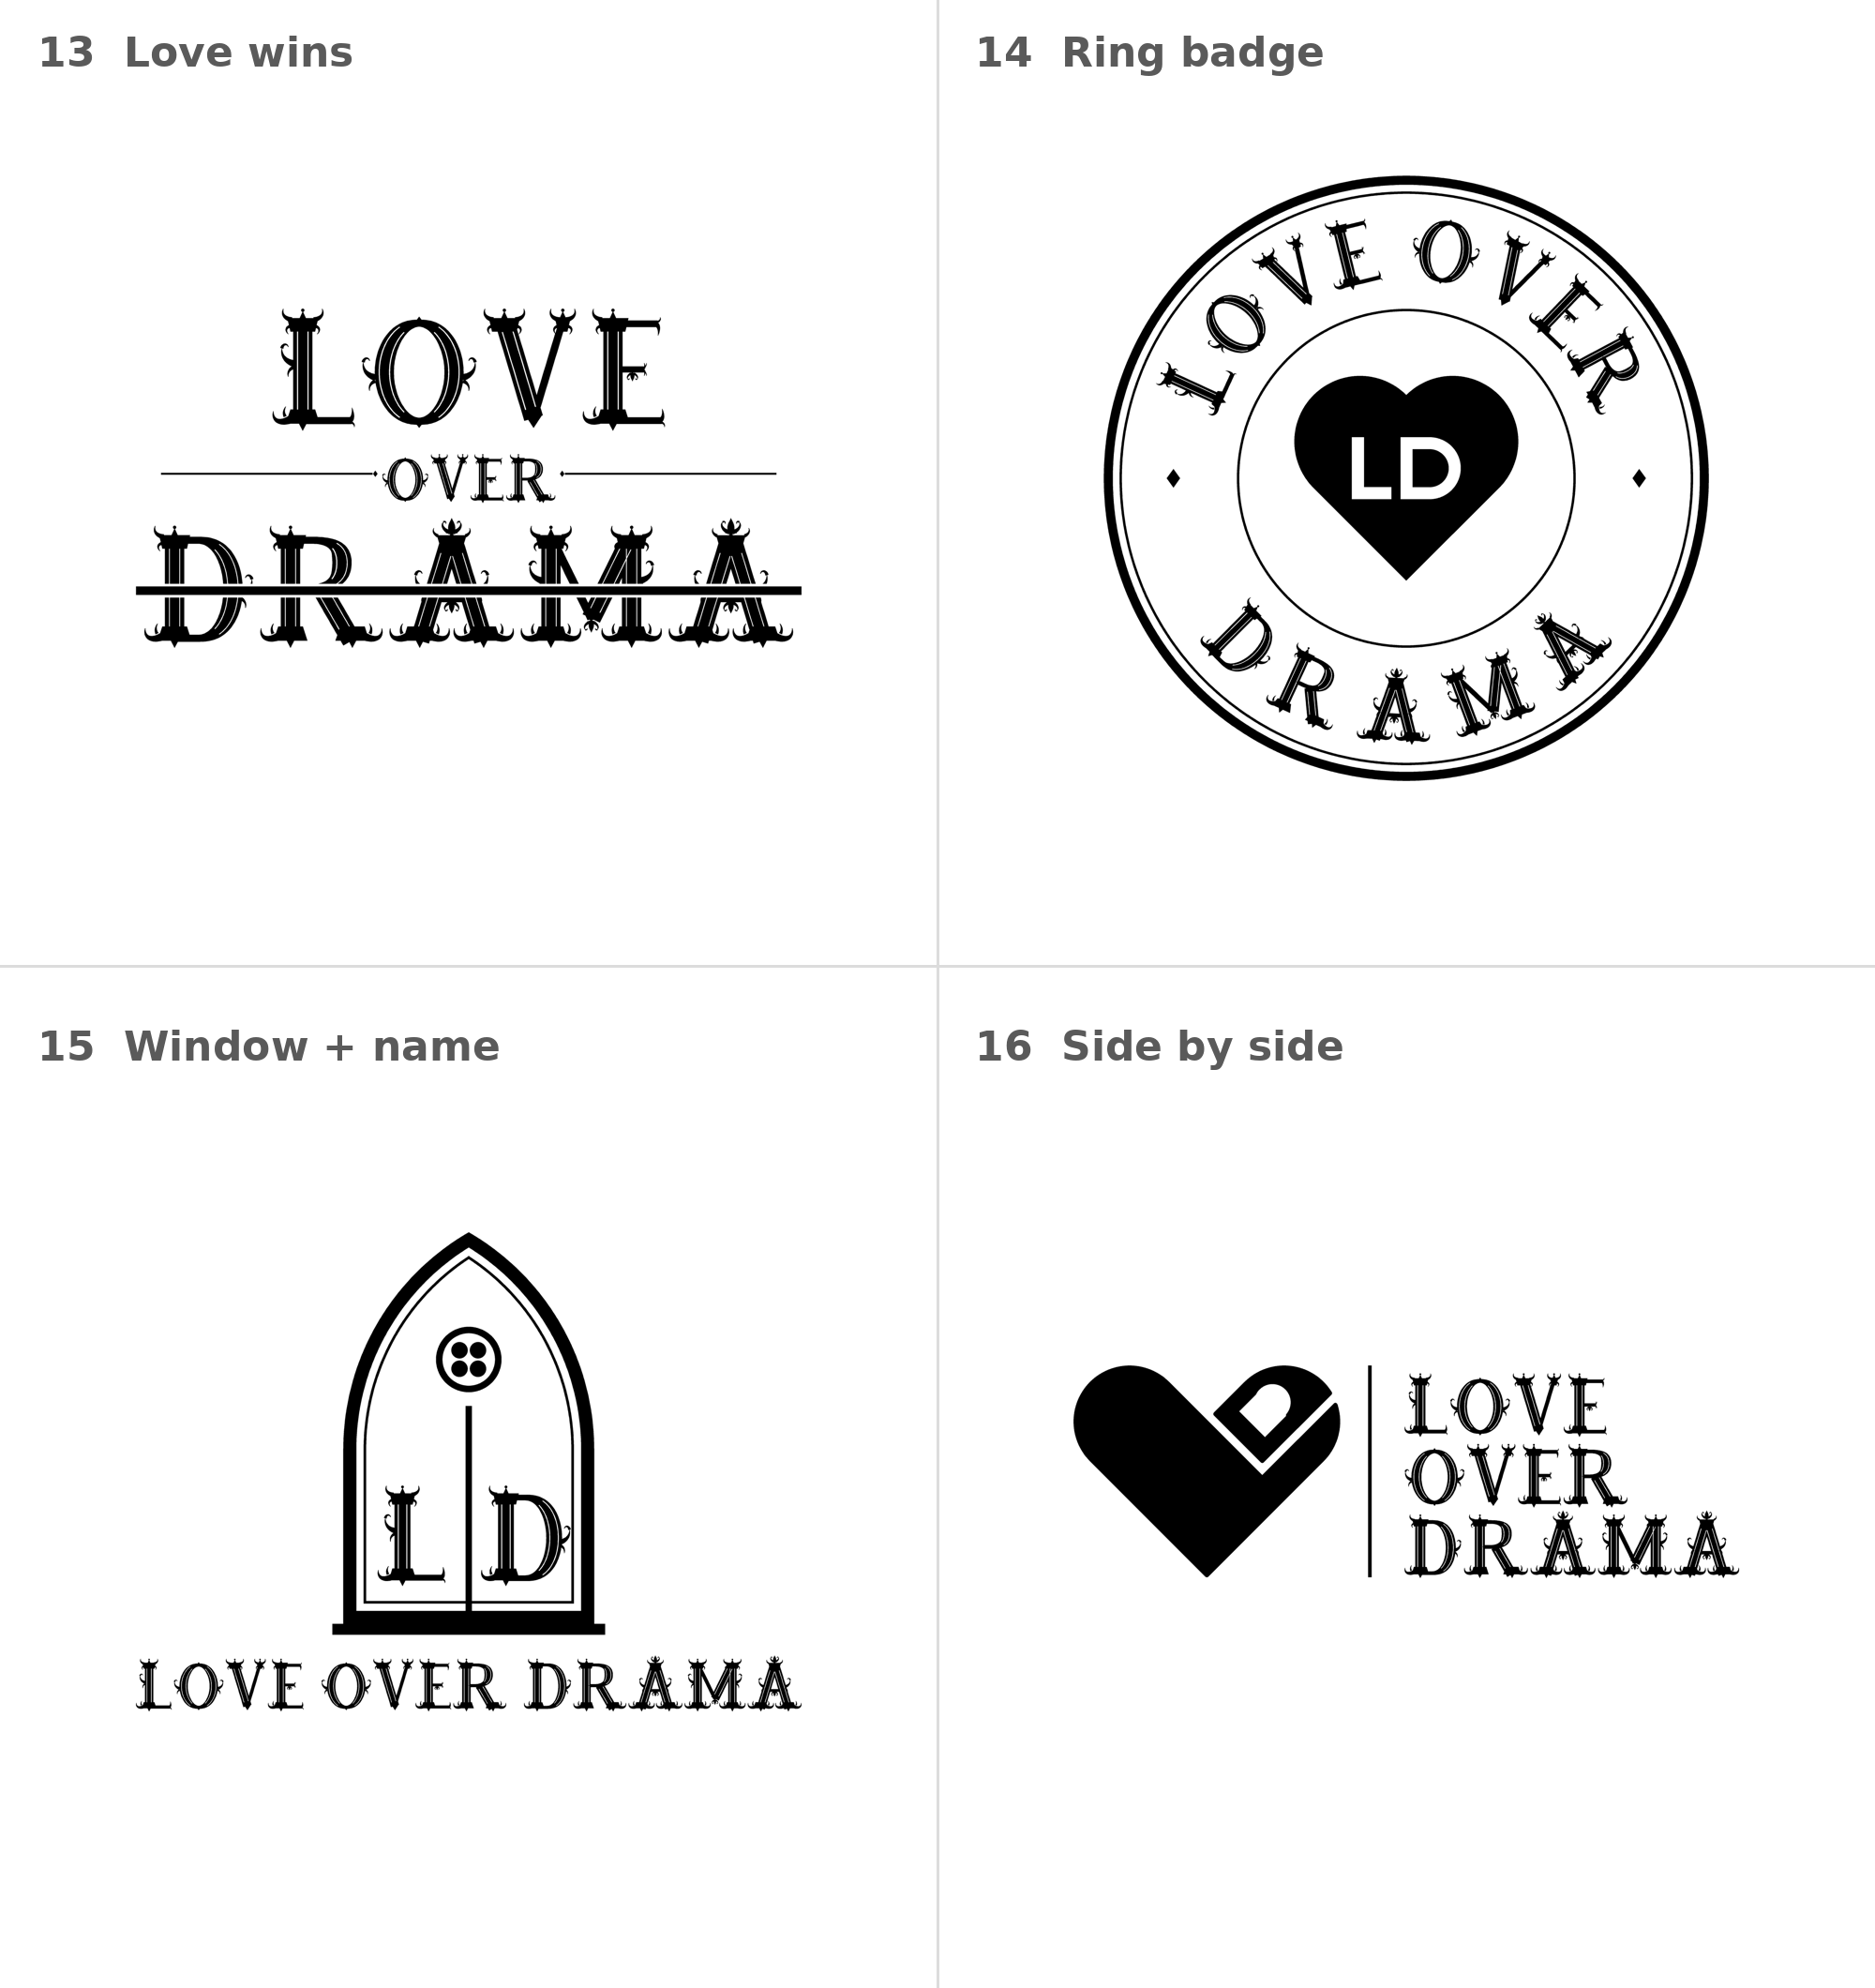 13 Love wins
LOVE
OVER
DRAMA
14 Ring badge
LOVE OVER
LD
DRAMA
15 Window + name
L D
LOVE OVER DRAMA
16 Side by side
LOVE
OVER
DRAMA